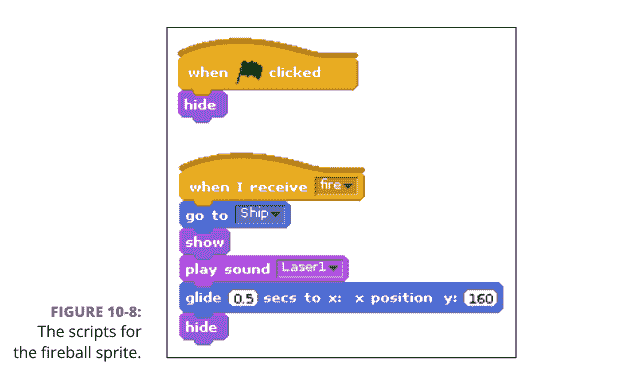 when clicked
hide
when I receive fire
go to Ship
show
play sound Laser1
glide 0.5 secs to x: x position y: 160
hide
FIGURE 10-8:
The scripts for
the fireball sprite.